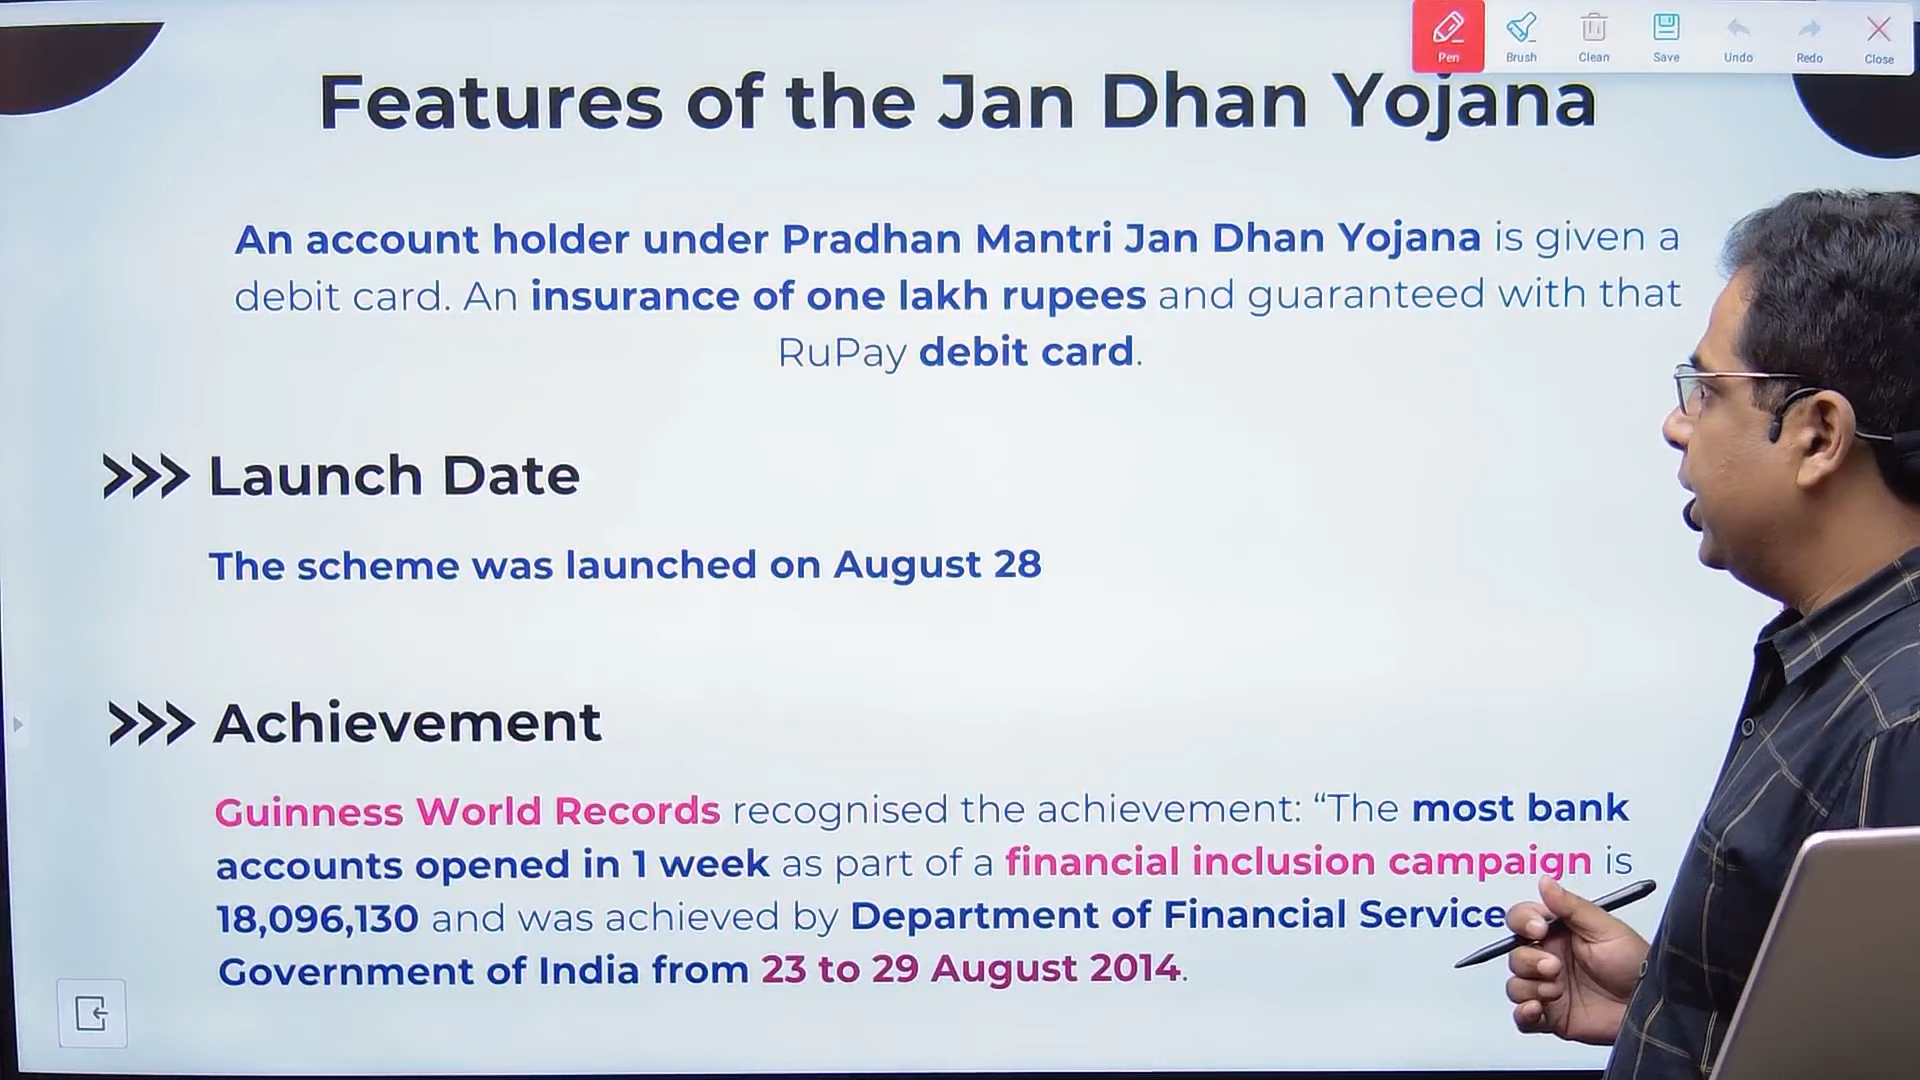 Pen Brush Clean Save Undo Redo Close
Features of the Jan Dhan Yojana
An account holder under Pradhan Mantri Jan Dhan Yojana is given a
debit card. An insurance of one lakh rupees and guaranteed with that
RuPay debit card.
>>> Launch Date
The scheme was launched on August 28
>>> Achievement
Guinness World Records recognised the achievement: “The most bank
accounts opened in 1 week as part of a financial inclusion campaign is
18,096,130 and was achieved by Department of Financial Service
Government of India from 23 to 29 August 2014.